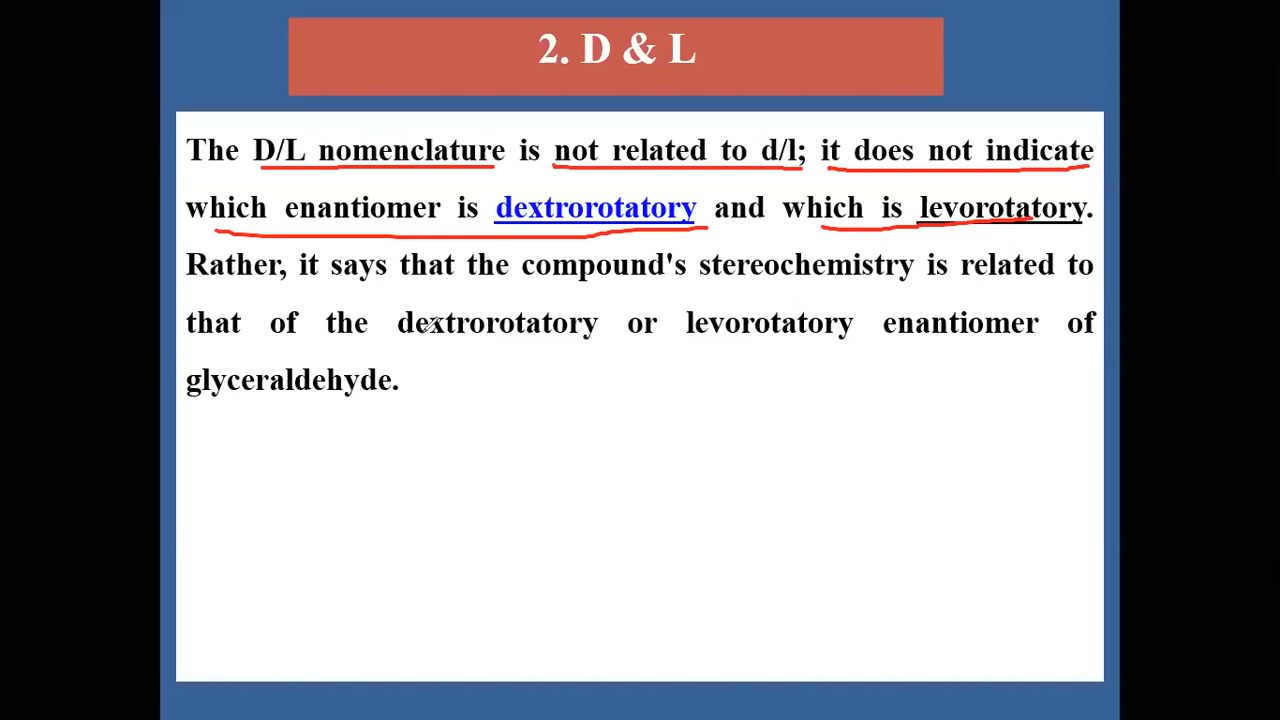 2. D & L
The D/L nomenclature is not related to d/l; it does not indicate
which enantiomer is dextrorotatory and which is levorotatory.
Rather, it says that the compound's stereochemistry is related to
that of the dextrorotatory or levorotatory enantiomer of
glyceraldehyde.